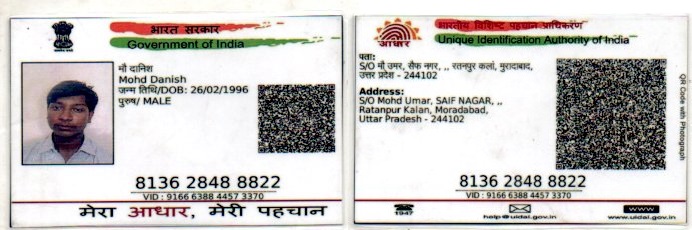 भारत सरकार
Government of India
मौ दानिश
Mohd Danish
जन्म तिथि/DOB: 26/02/1996
पुरुष/ MALE
8136 2848 8822
VID : 9166 6388 4457 3370
मेरा आधार, मेरी पहचान
भारतीय विशिष्ट पहचान प्राधिकरण
Unique Identification Authority of India
आधार
पता:
S/O मौ उमर, सैफ नगर, ,, रतनपुर कलां, मुरादाबाद,
उत्तर प्रदेश - 244102
Address:
S/O Mohd Umar, SAIF NAGAR, ,,
Ratanpur Kalan, Moradabad,
Uttar Pradesh - 244102
QR Code with Photograph
8136 2848 8822
VID : 9166 6388 4457 3370
1947
help@uidai.gov.in
www
www.uidai.gov.in